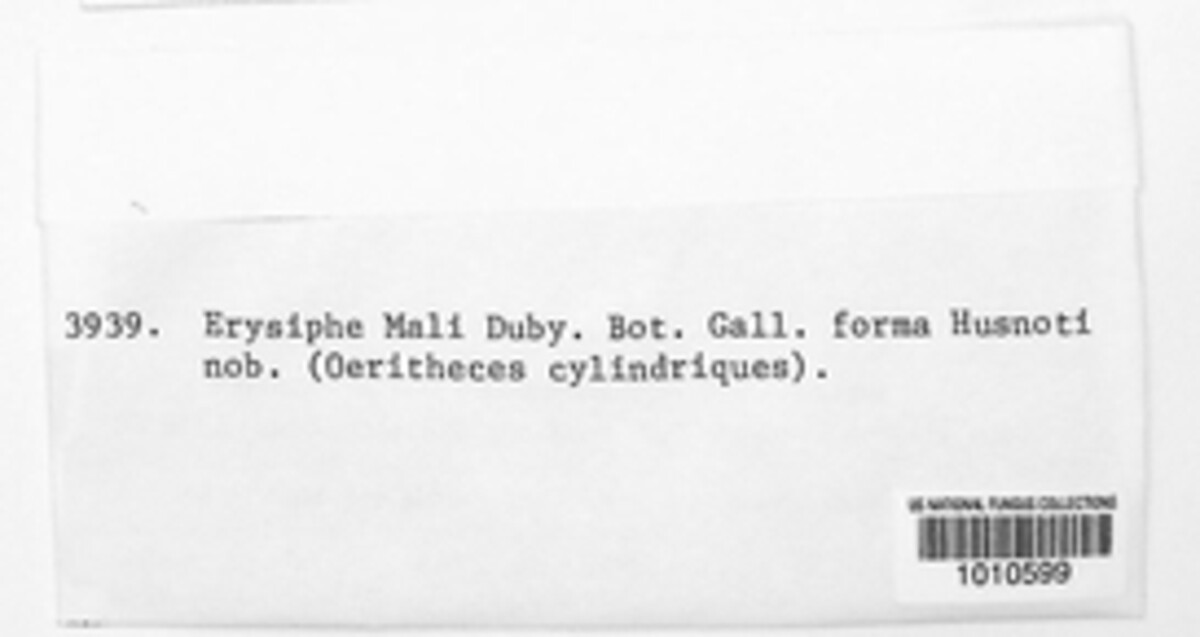 3939. Erysiphe Mali Duby. Bot. Gall. forma Husnoti
nob. (Oeritheces cylindriques).
US NATIONAL FUNGUS COLLECTIONS
1010599